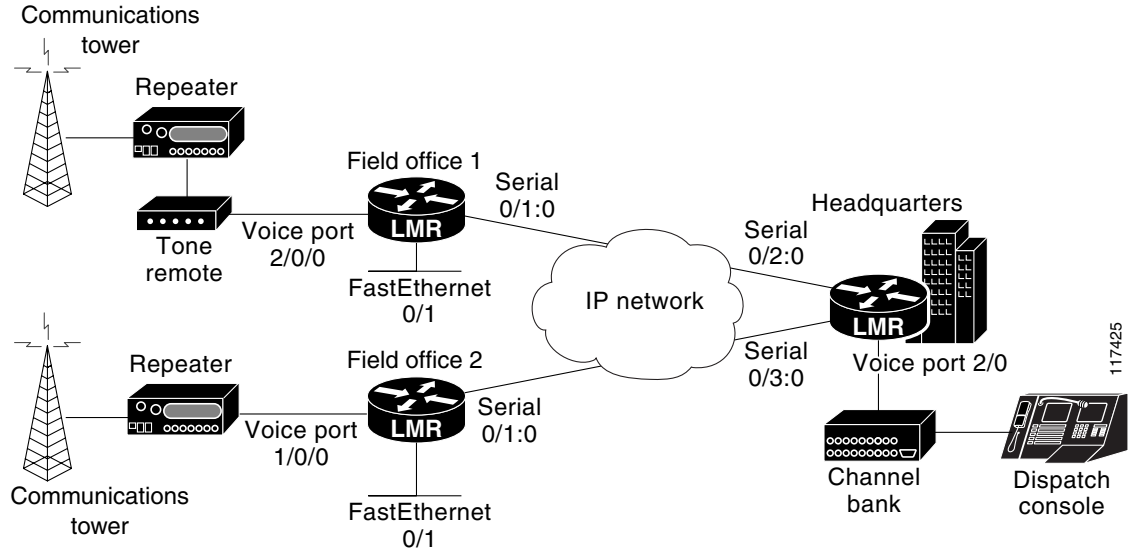 Communications
tower
Repeater
Field office 1
Serial
0/1:0
LMR
Tone
remote
Voice port
2/0/0
FastEthernet
0/1
IP network
Headquarters
Serial
0/2:0
LMR
Serial
0/3:0
Voice port 2/0
117425
Repeater
Field office 2
Serial
0/1:0
LMR
Voice port
1/0/0
Communications
tower
FastEthernet
0/1
Channel
bank
Dispatch
console